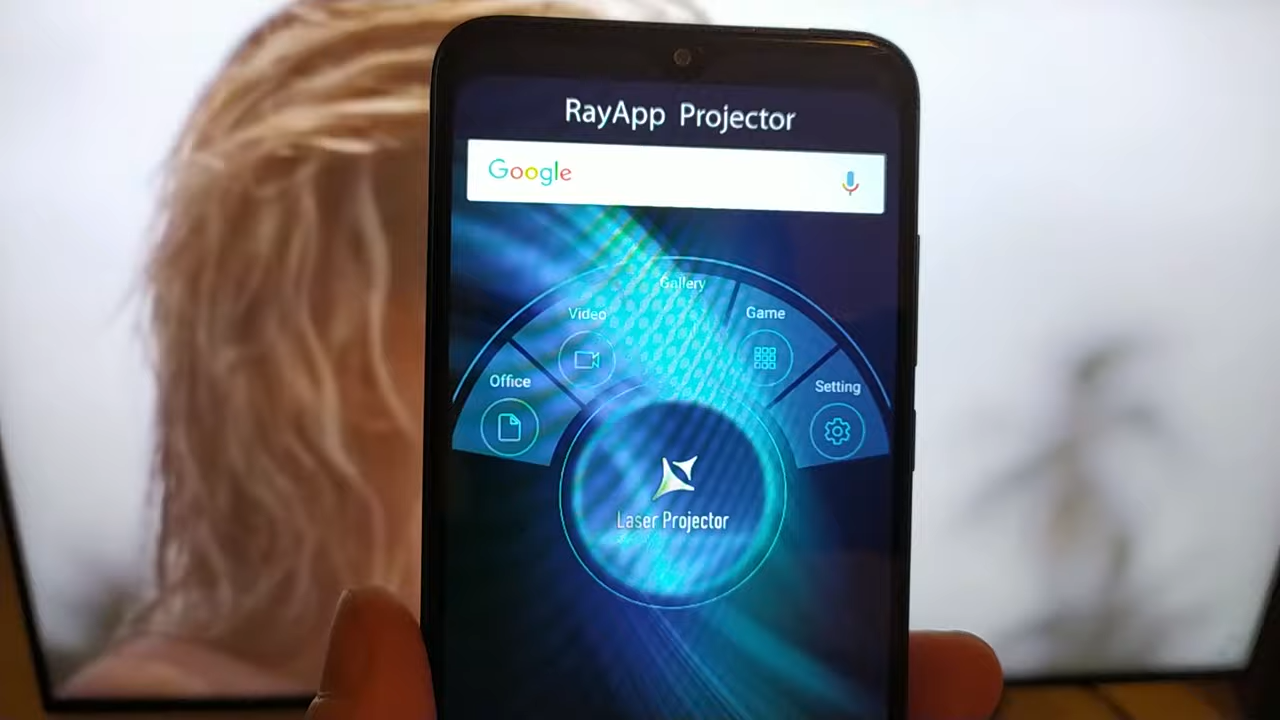 RayApp Projector
Google
Gallery
Video
Game
Office
Setting
Laser Projector